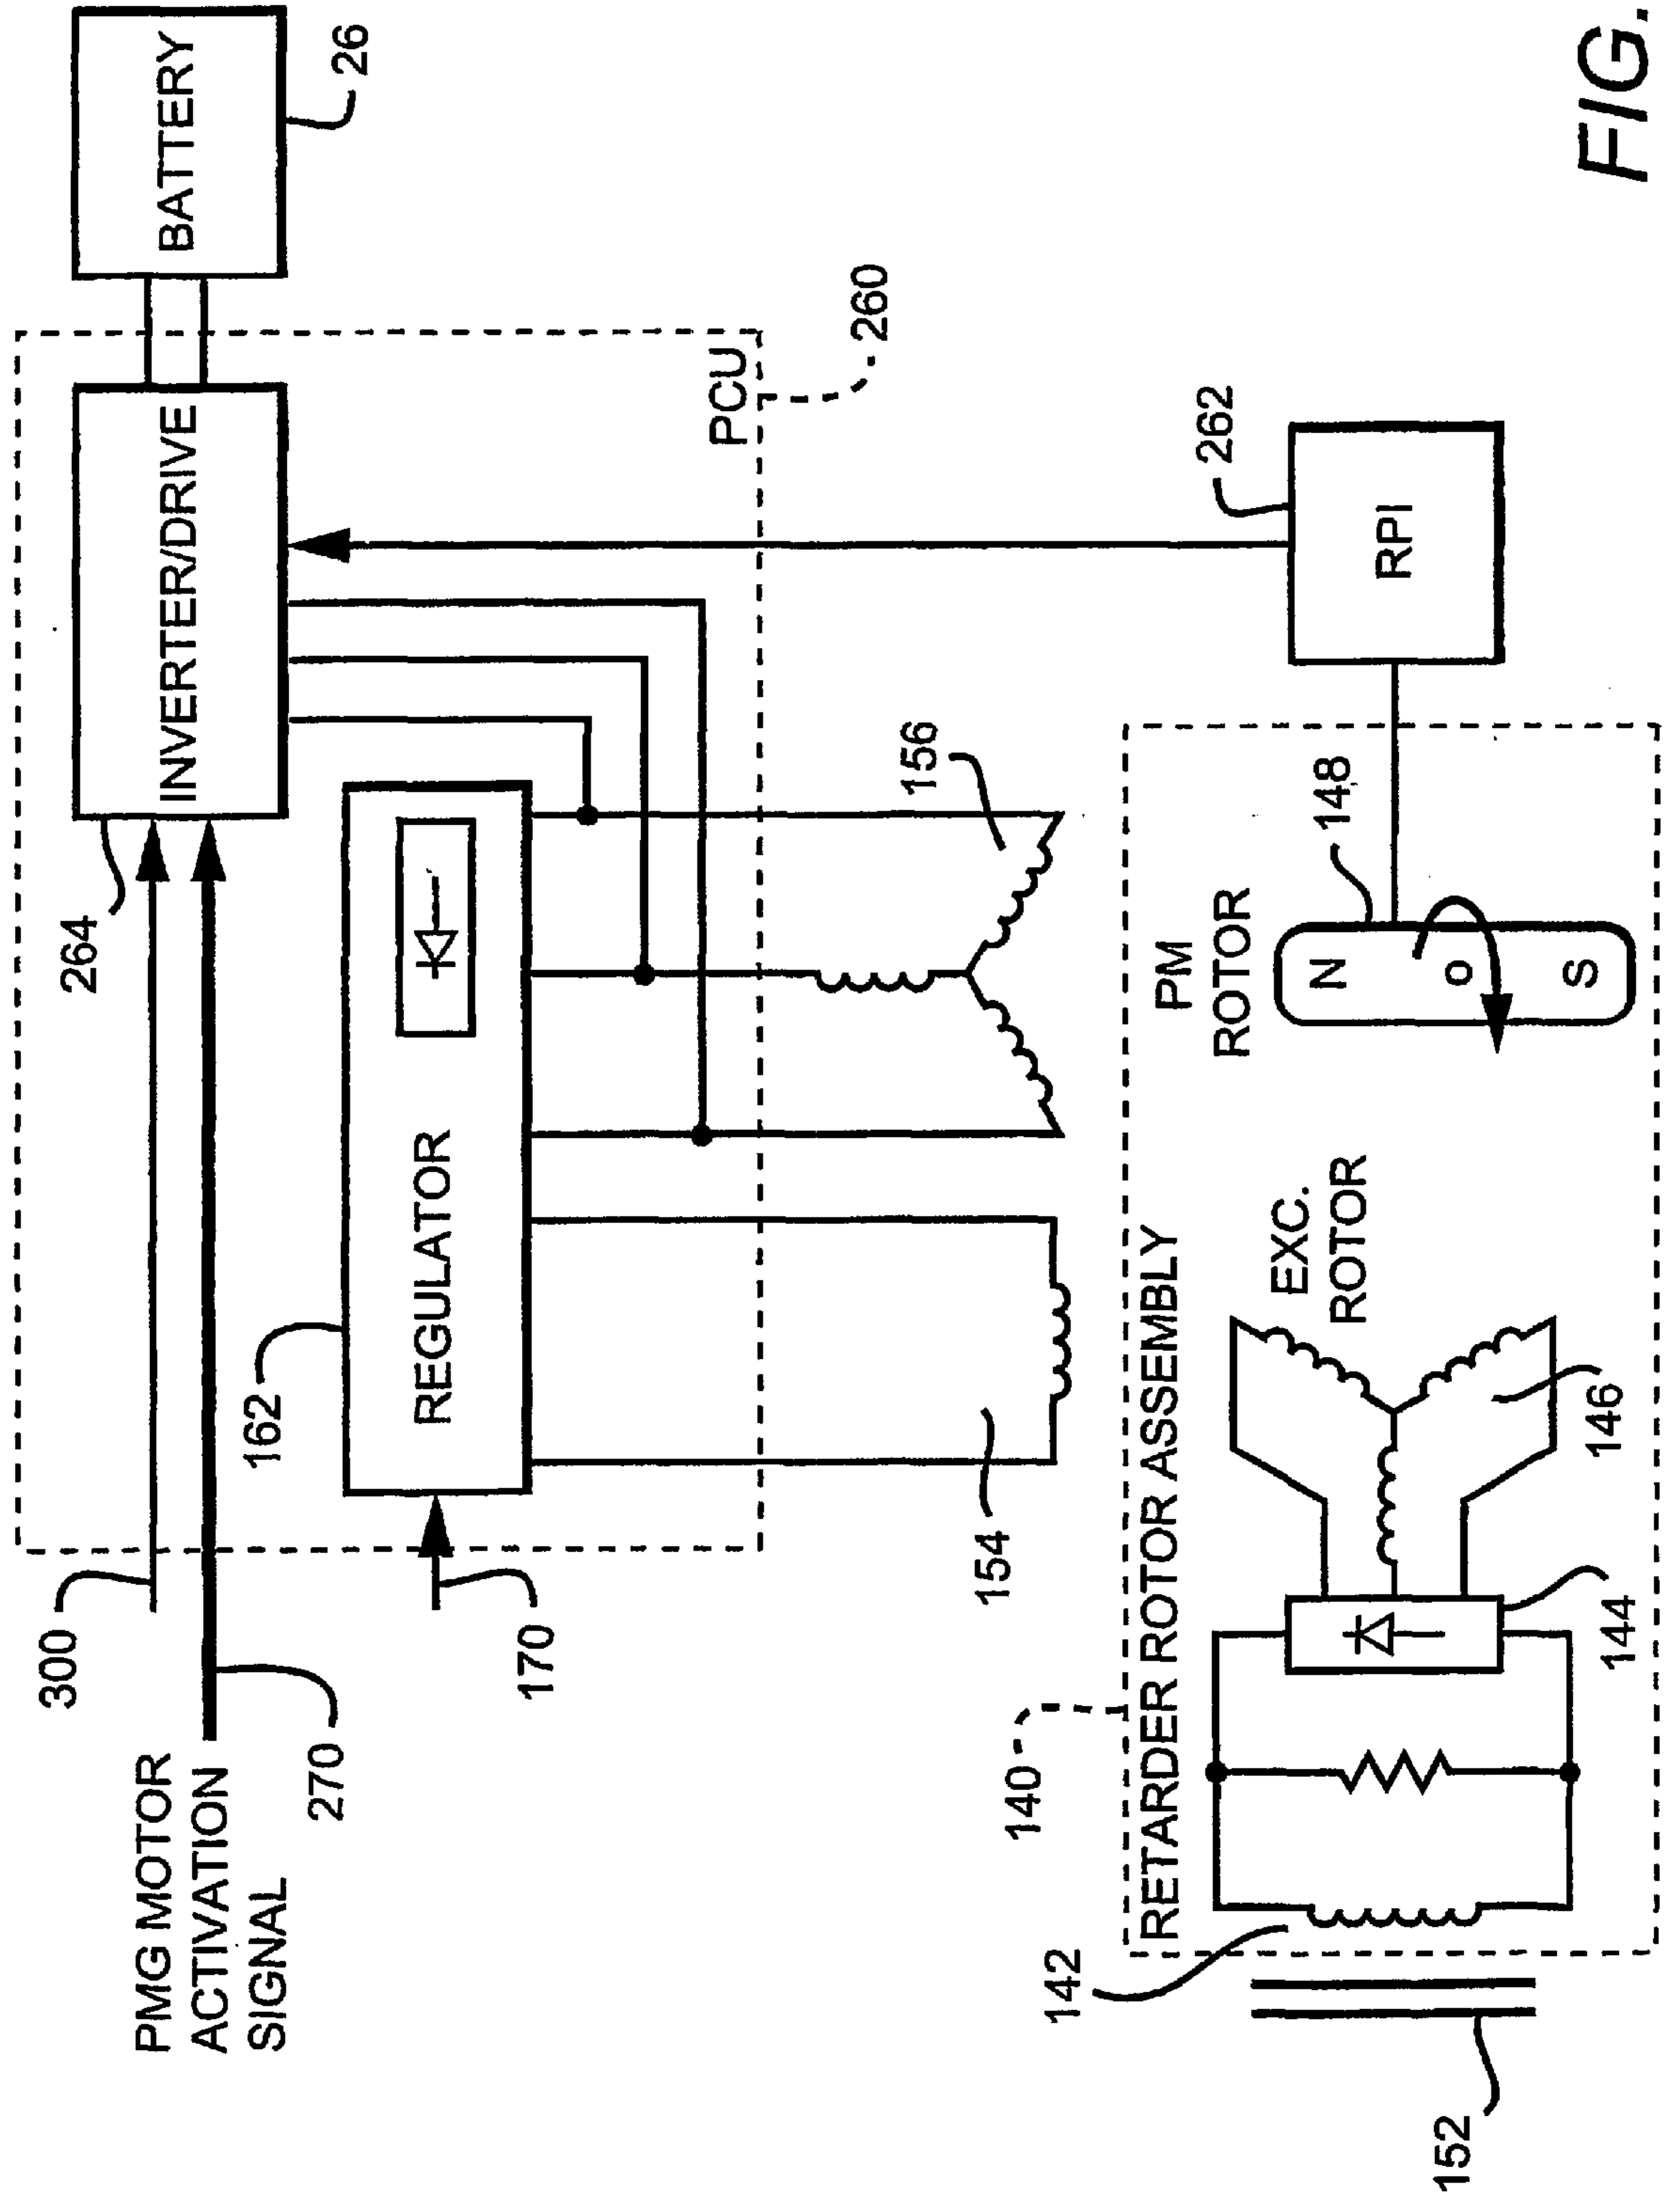 PMG MOTOR
ACTIVATION
SIGNAL
300
270
264
INVERTER/DRIVE
BATTERY
26
162
REGULATOR
170
PCU
260
154
156
262
RPI
140
RETARDER ROTOR ASSEMBLY
PM
ROTOR
148
N
O
S
EXC.
ROTOR
142
144
146
152
FIG.